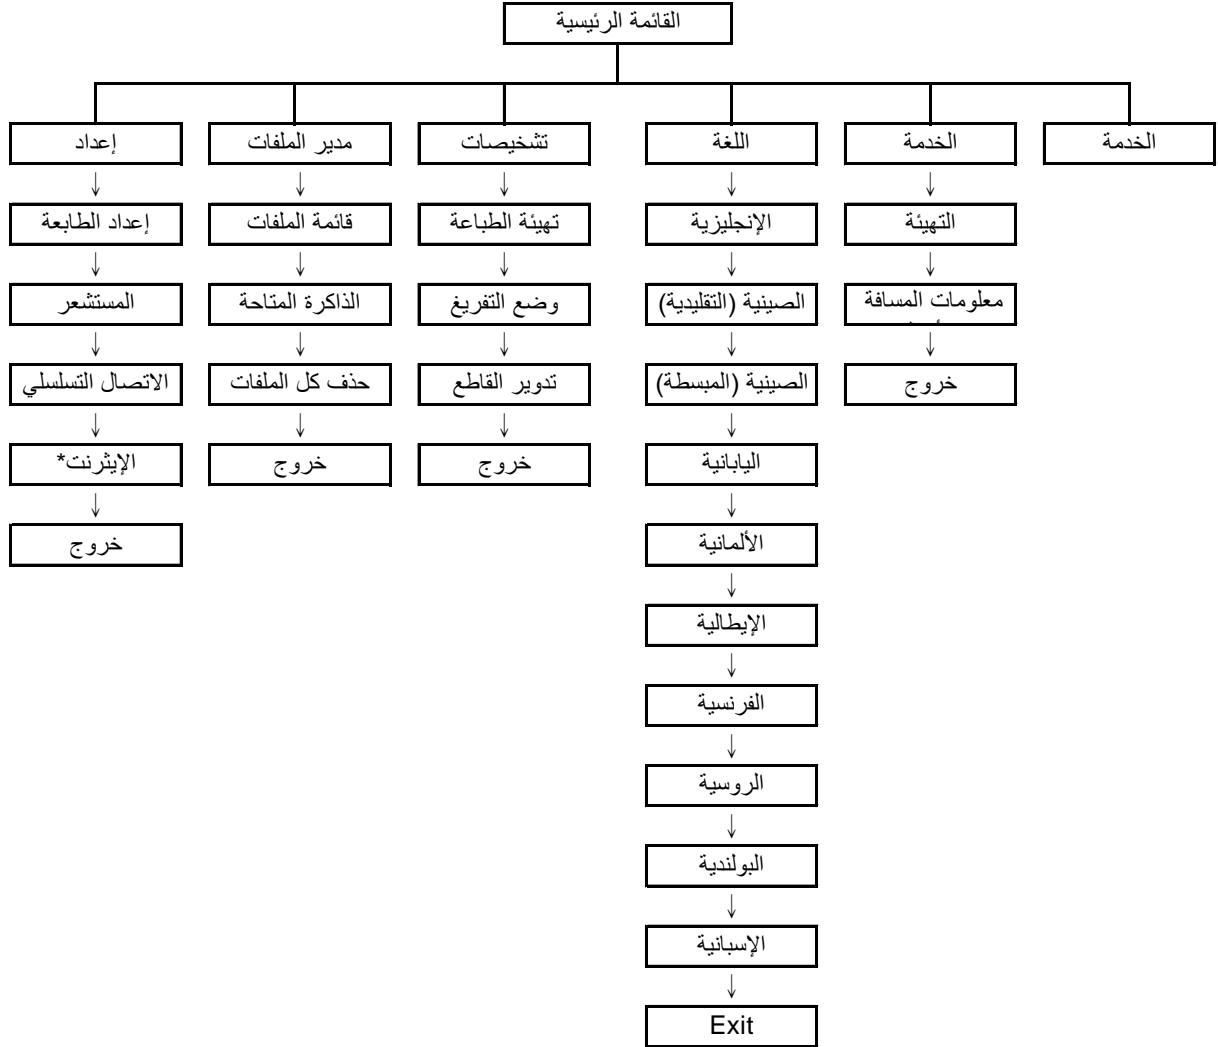 القائمة الرئيسية
إعداد
مدير الملفات
تشخيصات
اللغة
الخدمة
الخدمة
إعداد الطابعة
قائمة الملفات
تهيئة الطباعة
الإنجليزية
التهيئة
المستشعر
الذاكرة المتاحة
وضع التفريغ
الصينية (التقليدية)
معلومات المسافة
الاتصال التسلسلي
حذف كل الملفات
تدوير القاطع
الصينية (المبسطة)
خروج
الإيثرنت*
خروج
خروج
اليابانية
خروج
الألمانية
الإيطالية
الفرنسية
الروسية
البولندية
الإسبانية
Exit